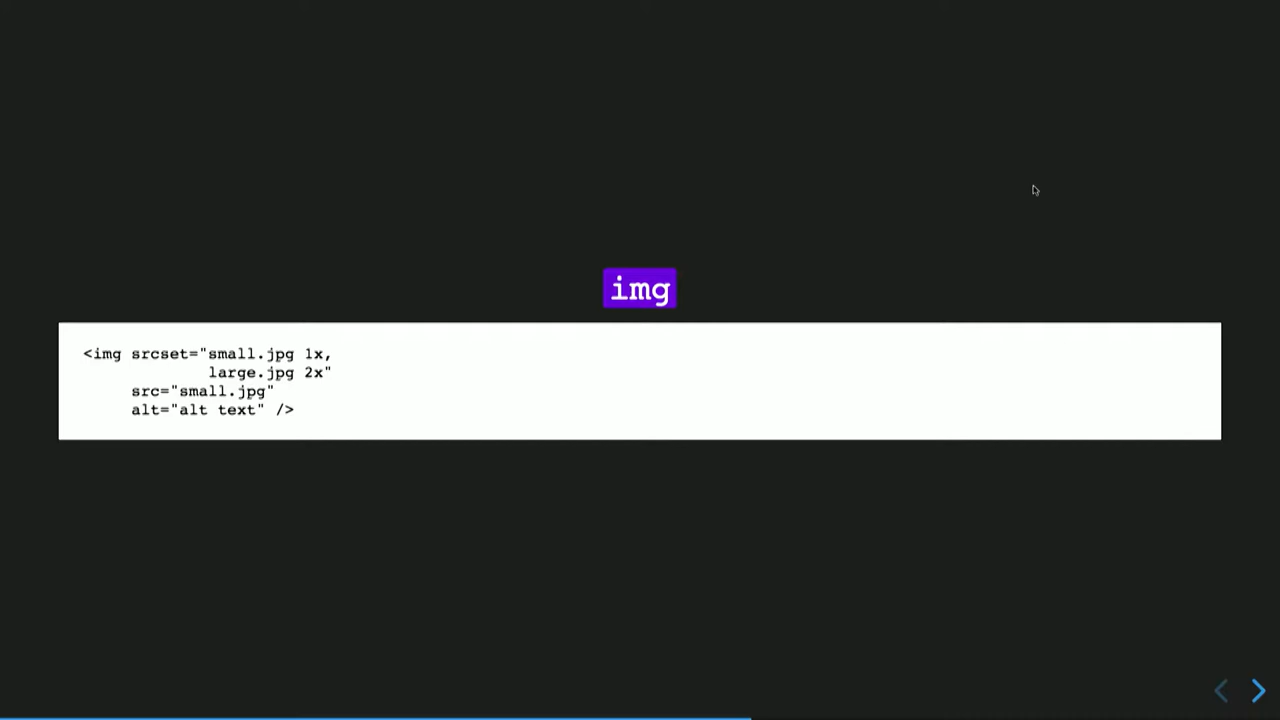 img
<img srcset="small.jpg 1x,
large.jpg 2x"
src="small.jpg"
alt="alt text" />